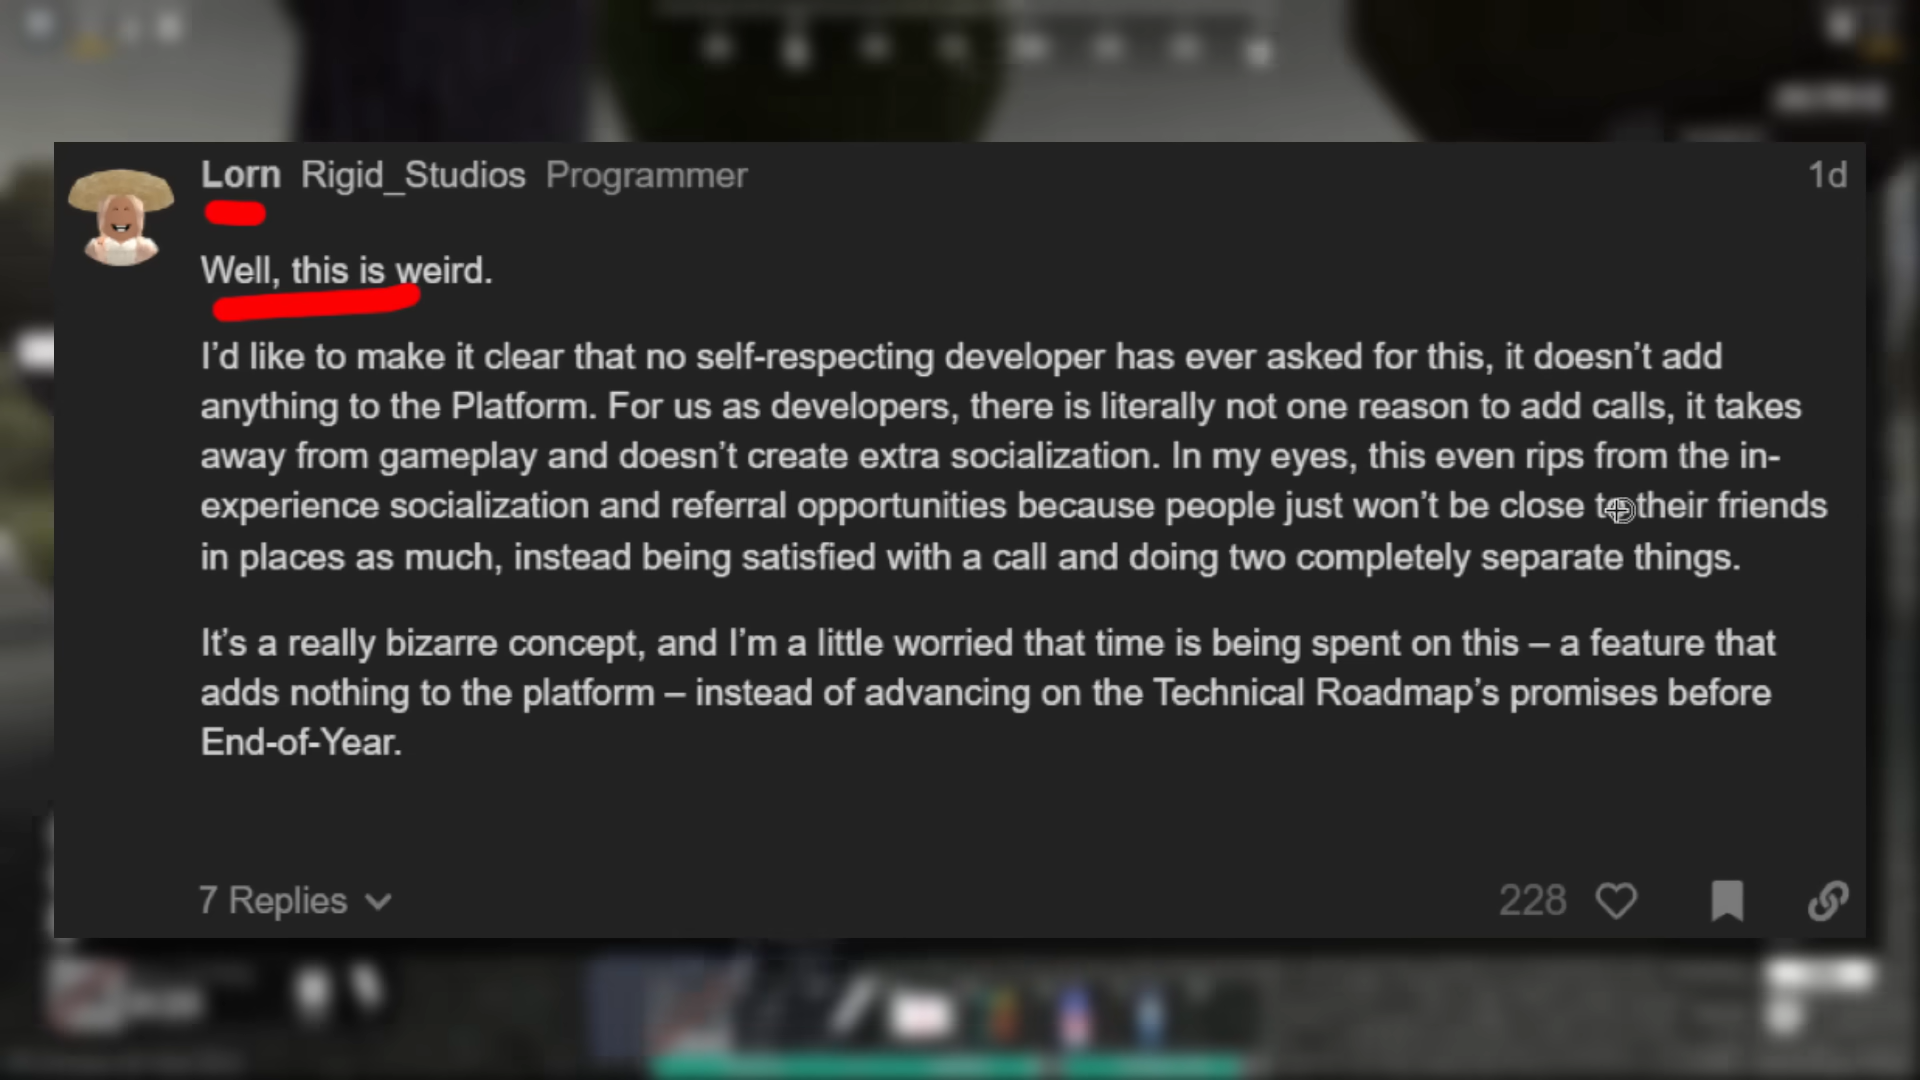 Lorn Rigid_Studios Programmer 1d
Well, this is weird.
I’d like to make it clear that no self-respecting developer has ever asked for this, it doesn’t add
anything to the Platform. For us as developers, there is literally not one reason to add calls, it takes
away from gameplay and doesn’t create extra socialization. In my eyes, this even rips from the in-
experience socialization and referral opportunities because people just won’t be close to their friends
in places as much, instead being satisfied with a call and doing two completely separate things.
It’s a really bizarre concept, and I’m a little worried that time is being spent on this – a feature that
adds nothing to the platform – instead of advancing on the Technical Roadmap’s promises before
End-of-Year.
7 Replies 228